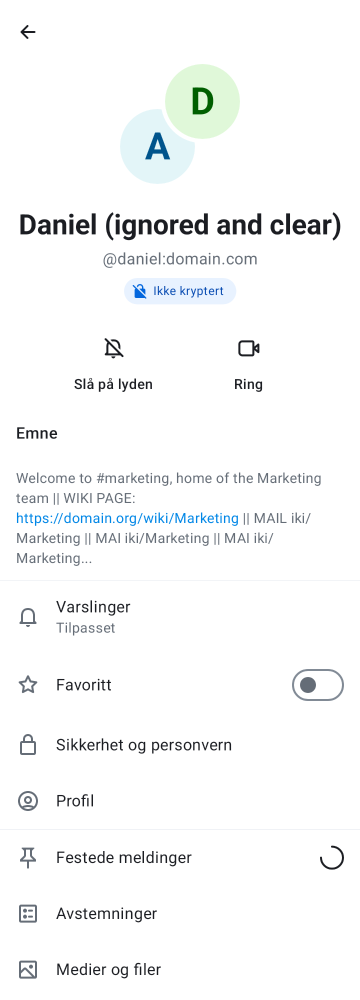 D
A
Daniel (ignored and clear)
@daniel:domain.com
Ikke kryptert
Slå på lyden
Ring
Emne
Welcome to #marketing, home of the Marketing
team || WIKI PAGE:
https://domain.org/wiki/Marketing || MAIL iki/
Marketing || MAI iki/Marketing || MAI iki/
Marketing...
Varslinger
Tilpasset
Favoritt
Sikkerhet og personvern
Profil
Festede meldinger
Avstemninger
Medier og filer